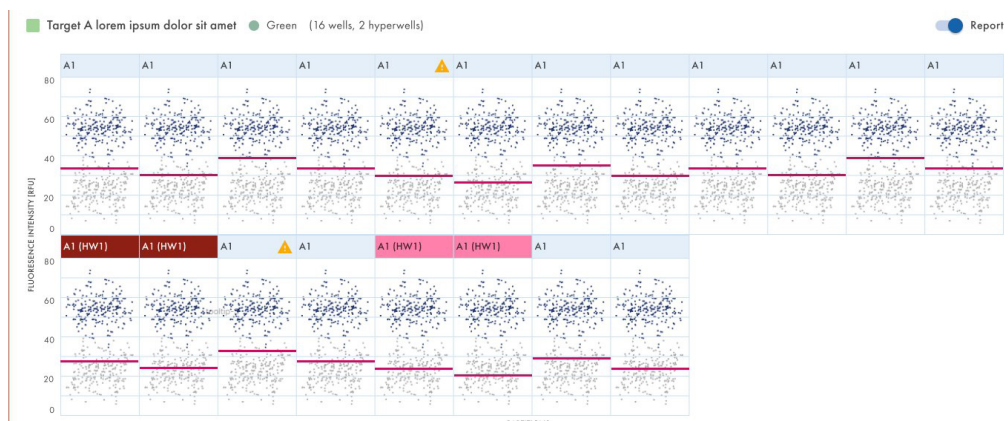 Target A lorem ipsum dolor sit amet Green (16 wells, 2 hyperwells) Report
A1 A1 A1 A1 A1 A1 A1 A1 A1 A1 A1 A1
80
60
40
20
0
FLUORESENCE INTENSITY [RFU]
A1 (HW1) A1 (HW1) A1 A1 A1 (HW1) A1 (HW1) A1 A1
80
60
40
20
0